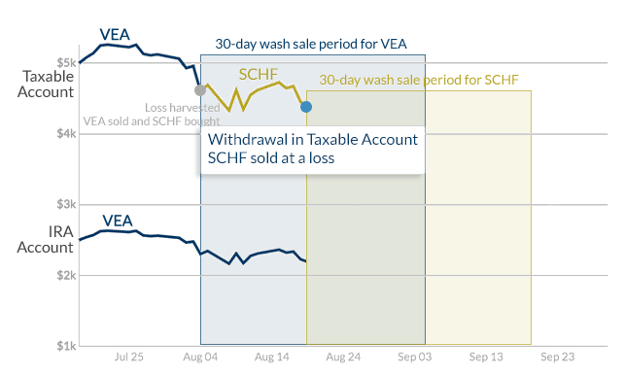 VEA
30-day wash sale period for VEA
$5k
Taxable
Account
SCHF
30-day wash sale period for SCHF
Loss harvested
VEA sold and SCHF bought
$4k
Withdrawal in Taxable Account
SCHF sold at a loss
$3k
VEA
IRA
Account
$2k
$1k
Jul 25
Aug 04
Aug 14
Aug 24
Sep 03
Sep 13
Sep 23